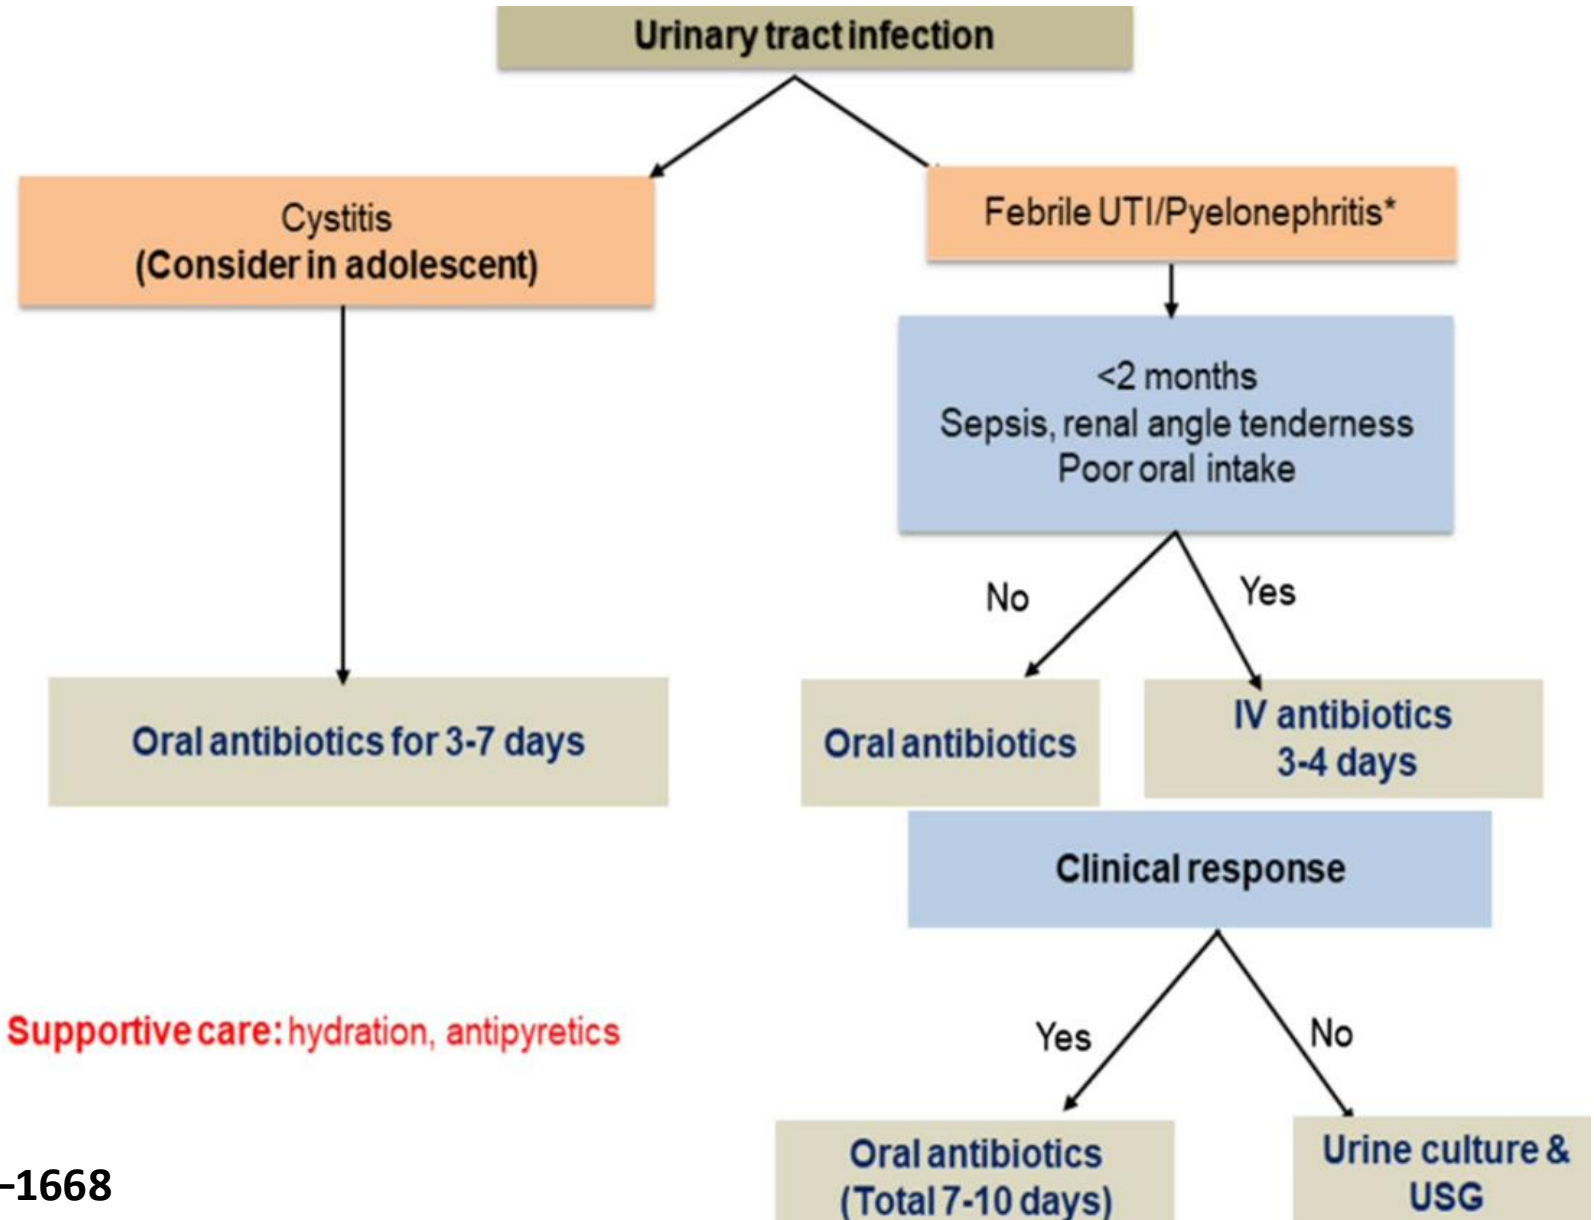 Urinary tract infection
Cystitis
(Consider in adolescent)
Febrile UTI/Pyelonephritis*
<2 months
Sepsis, renal angle tenderness
Poor oral intake
No
Yes
Oral antibiotics for 3-7 days
Oral antibiotics
IV antibiotics
3-4 days
Clinical response
Supportive care: hydration, antipyretics
Yes
No
Oral antibiotics
(Total 7-10 days)
Urine culture &
USG
–1668